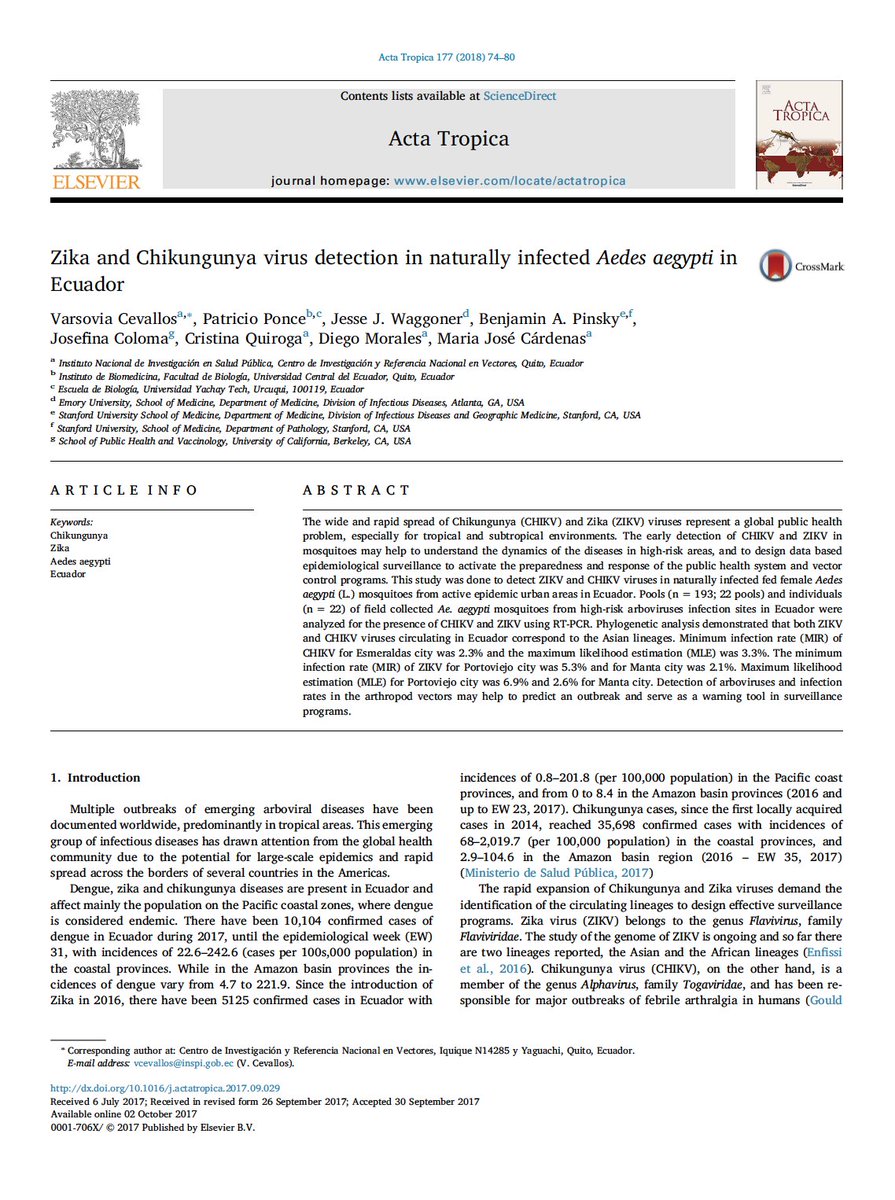 Acta Tropica 177 (2018) 74–80
Contents lists available at ScienceDirect
Acta Tropica
journal homepage: www.elsevier.com/locate/actatropica
ELSEVIER
ACTA
TROPICA
Zika and Chikungunya virus detection in naturally infected Aedes aegypti in
Ecuador
CrossMark
Varsovia Cevallosa,⁎, Patricio Ponceb,c, Jesse J. Waggonerd, Benjamin A. Pinskye,f,
Josefina Colomag, Cristina Quirogaa, Diego Moralesa, Maria José Cárdenasa
a Instituto Nacional de Investigación en Salud Pública, Centro de Investigación y Referencia Nacional en Vectores, Quito, Ecuador
b Instituto de Biomedicina, Facultad de Biología, Universidad Central del Ecuador, Quito, Ecuador
c Escuela de Biología, Universidad Yachay Tech, Urcuqui, 100119, Ecuador
d Emory University, School of Medicine, Department of Medicine, Division of Infectious Diseases, Atlanta, GA, USA
e Stanford University School of Medicine, Department of Medicine, Division of Infectious Diseases and Geographic Medicine, Stanford, CA, USA
f Stanford University, School of Medicine, Department of Pathology, Stanford, CA, USA
g School of Public Health and Vaccinology, University of California, Berkeley, CA, USA
ARTICLE INFO
Keywords:
Chikungunya
Zika
Aedes aegypti
Ecuador
ABSTRACT
The wide and rapid spread of Chikungunya (CHIKV) and Zika (ZIKV) viruses represent a global public health
problem, especially for tropical and subtropical environments. The early detection of CHIKV and ZIKV in
mosquitoes may help to understand the dynamics of the diseases in high-risk areas, and to design data based
epidemiological surveillance to activate the preparedness and response of the public health system and vector
control programs. This study was done to detect ZIKV and CHIKV viruses in naturally infected fed female Aedes
aegypti (L.) mosquitoes from active epidemic urban areas in Ecuador. Pools (n = 193; 22 pools) and individuals
(n = 22) of field collected Ae. aegypti mosquitoes from high-risk arboviruses infection sites in Ecuador were
analyzed for the presence of CHIKV and ZIKV using RT-PCR. Phylogenetic analysis demonstrated that both ZIKV
and CHIKV viruses circulating in Ecuador correspond to the Asian lineages. Minimum infection rate (MIR) of
CHIKV for Esmeraldas city was 2.3% and the maximum likelihood estimation (MLE) was 3.3%. The minimum
infection rate (MIR) of ZIKV for Portoviejo city was 5.3% and for Manta city was 2.1%. Maximum likelihood
estimation (MLE) for Portoviejo city was 6.9% and 2.6% for Manta city. Detection of arboviruses and infection
rates in the arthropod vectors may help to predict an outbreak and serve as a warning tool in surveillance
programs.
1. Introduction
Multiple outbreaks of emerging arboviral diseases have been
documented worldwide, predominantly in tropical areas. This emerging
group of infectious diseases has drawn attention from the global health
community due to the potential for large-scale epidemics and rapid
spread across the borders of several countries in the Americas.
Dengue, zika and chikungunya diseases are present in Ecuador and
affect mainly the population on the Pacific coastal zones, where dengue
is considered endemic. There have been 10,104 confirmed cases of
dengue in Ecuador during 2017, until the epidemiological week (EW)
31, with incidences of 22.6–242.6 (cases per 100s,000 population) in
the coastal provinces. While in the Amazon basin provinces the in-
cidences of dengue vary from 4.7 to 221.9. Since the introduction of
Zika in 2016, there have been 5125 confirmed cases in Ecuador with
incidences of 0.8–201.8 (per 100,000 population) in the Pacific coast
provinces, and from 0 to 8.4 in the Amazon basin provinces (2016 and
up to EW 23, 2017). Chikungunya cases, since the first locally acquired
cases in 2014, reached 35,698 confirmed cases with incidences of
68–2,019.7 (per 100,000 population) in the coastal provinces, and
2.9–104.6 in the Amazon basin region (2016 – EW 35, 2017)
(Ministerio de Salud Pública, 2017)
The rapid expansion of Chikungunya and Zika viruses demand the
identification of the circulating lineages to design effective surveillance
programs. Zika virus (ZIKV) belongs to the genus Flavivirus, family
Flaviviridae. The study of the genome of ZIKV is ongoing and so far there
are two lineages reported, the Asian and the African lineages (Enfissi
et al., 2016). Chikungunya virus (CHIKV), on the other hand, is a
member of the genus Alphavirus, family Togaviridae, and has been re-
sponsible for major outbreaks of febrile arthralgia in humans (Gould
⁎ Corresponding author at: Centro de Investigación y Referencia Nacional en Vectores, Iquique N14285 y Yaguachi, Quito, Ecuador.
E-mail address: vcevallos@inspi.gob.ec (V. Cevallos).
http://dx.doi.org/10.1016/j.actatropica.2017.09.029
Received 6 July 2017; Received in revised form 26 September 2017; Accepted 30 September 2017
Available online 02 October 2017
0001-706X/ © 2017 Published by Elsevier B.V.